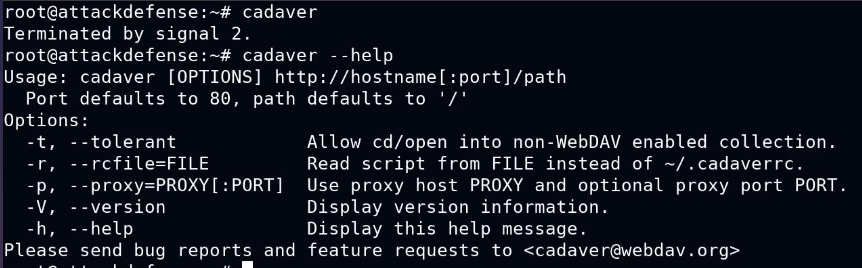 root@attackdefense:~# cadaver
Terminated by signal 2.
root@attackdefense:~# cadaver --help
Usage: cadaver [OPTIONS] http://hostname[:port]/path
  Port defaults to 80, path defaults to '/'
Options:
  -t, --tolerant            Allow cd/open into non-WebDAV enabled collection.
  -r, --rcfile=FILE         Read script from FILE instead of ~/.cadaverrc.
  -p, --proxy=PROXY[:PORT]  Use proxy host PROXY and optional proxy port PORT.
  -V, --version             Display version information.
  -h, --help                Display this help message.
Please send bug reports and feature requests to <cadaver@webdav.org>
root@attackdefense:~#